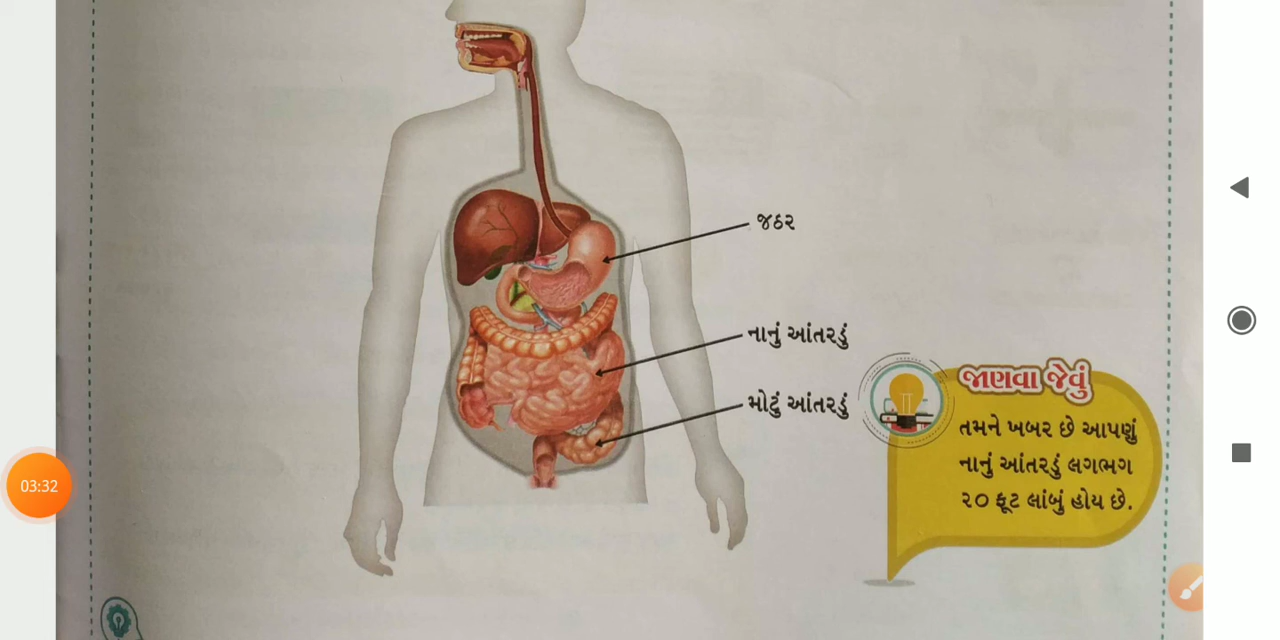 જઠર
નાનું આંતરડું
મોટું આંતરડું
જાણવા જેવું
તમને ખબર છે આપણું
નાનું આંતરડું લગભગ
૨૦ ફૂટ લાંબું હોય છે.
03:32